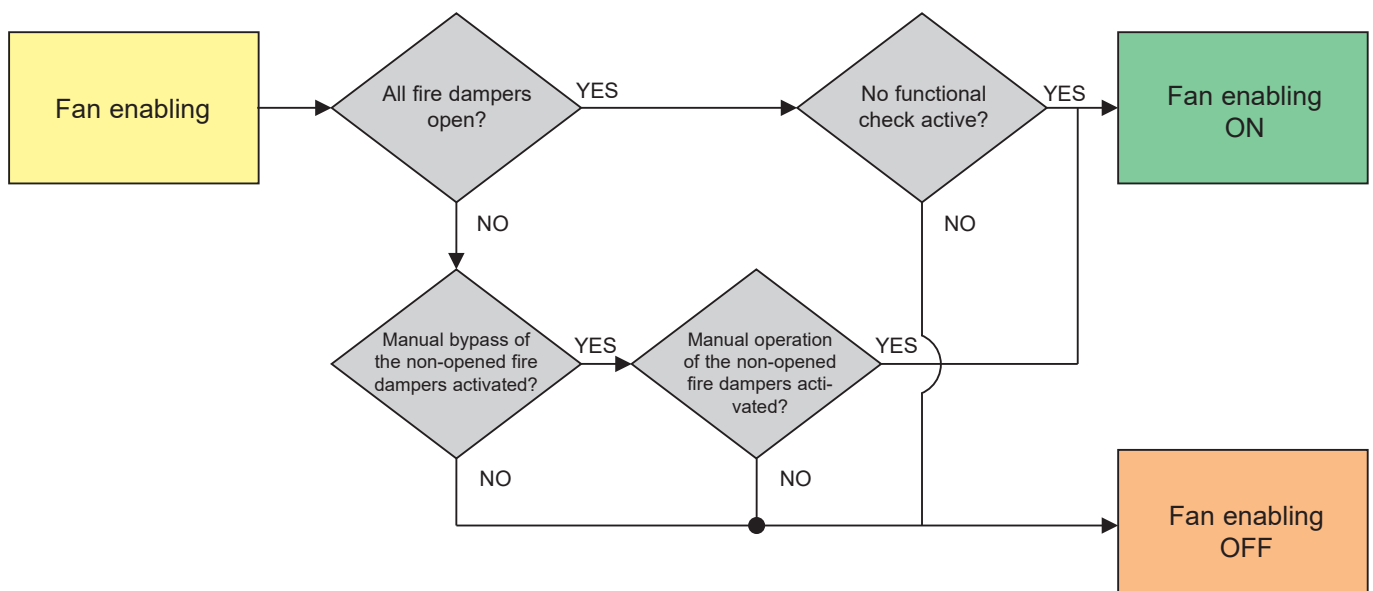 Fan enabling
All fire dampers
open?
YES
No functional
check active?
YES
Fan enabling
ON
NO
NO
Manual bypass of
the non-opened fire
dampers activated?
YES
Manual operation
of the non-opened
fire dampers acti-
vated?
YES
NO
NO
Fan enabling
OFF